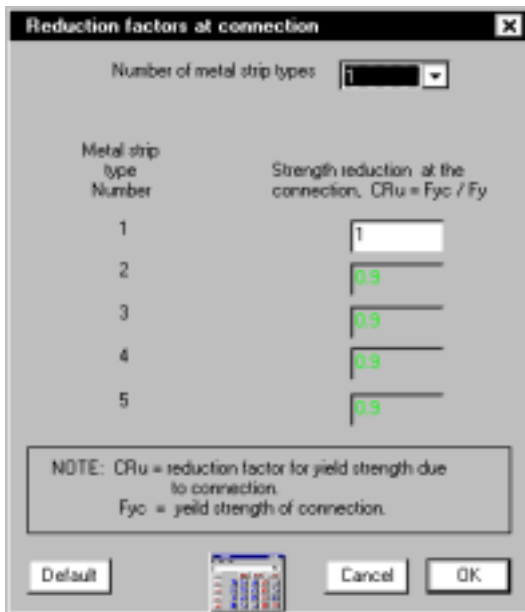 Reduction factors at connection
Number of metal strip types 1
Metal strip
type
Number
Strength reduction at the
connection, CRu = Fyc / Fy
1 1
2 0.9
3 0.9
4 0.9
5 0.9
NOTE: CRu = reduction factor for yield strength due
to connection.
Fyc = yeild strength of connection.
Default Cancel OK